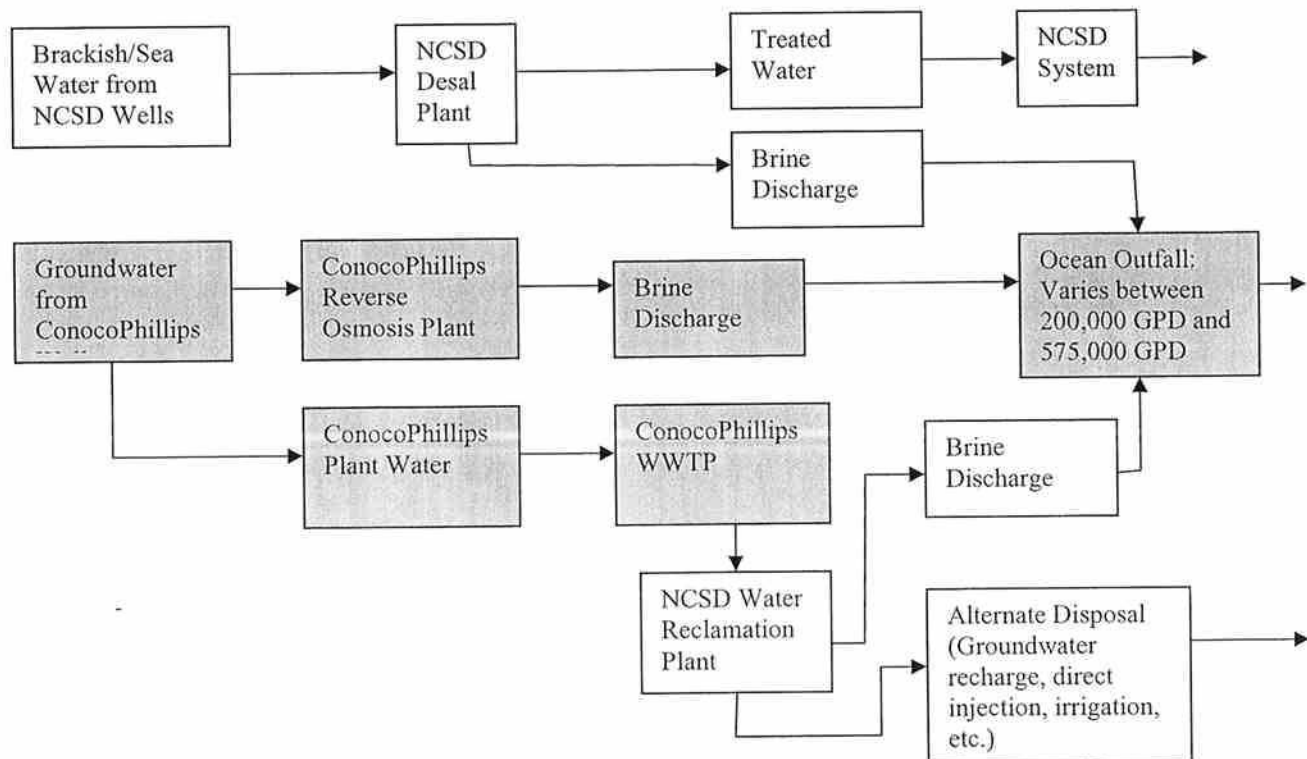 Brackish/Sea
Water from
NCSD Wells
NCSD
Desal
Plant
Treated
Water
NCSD
System
Brine
Discharge
Groundwater
from
ConocoPhillips
ConocoPhillips
Reverse
Osmosis Plant
Brine
Discharge
Ocean Outfall:
Varies between
200,000 GPD and
575,000 GPD
ConocoPhillips
Plant Water
ConocoPhillips
WWTP
Brine
Discharge
NCSD Water
Reclamation
Plant
Alternate Disposal
(Groundwater
recharge, direct
injection, irrigation,
etc.)